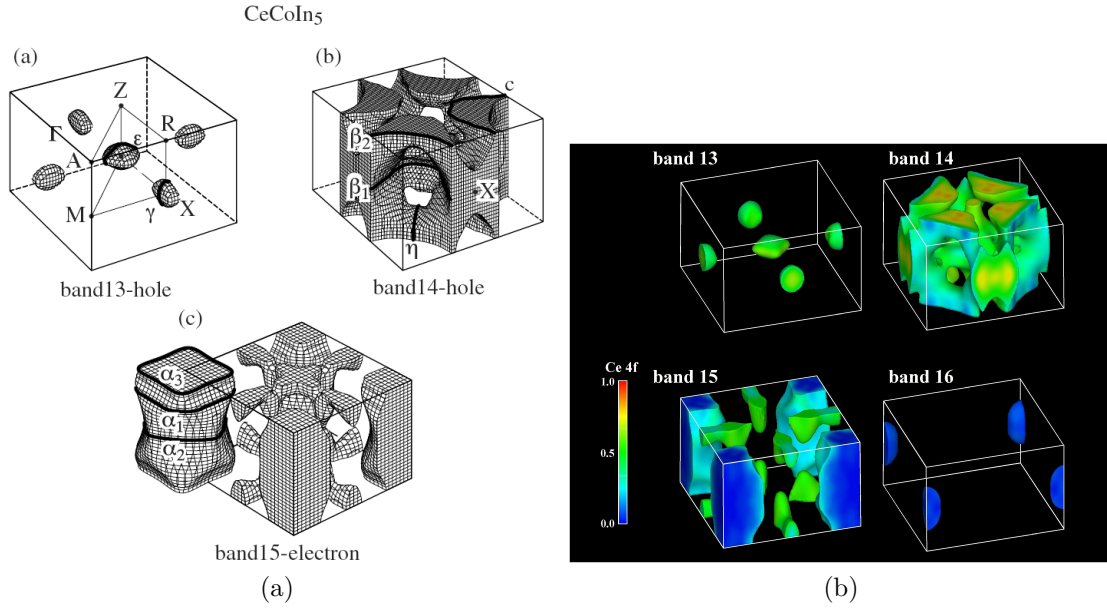 CeCoIn₅
(a)
Z
Γ
ε
R
A
M
γ
X
band13-hole
(b)
c
β₂
β₁
X
η
band14-hole
(c)
α₃
α₁
α₂
band15-electron
(a)
band 13
band 14
band 15
band 16
Ce 4f
1.0
0.5
0.0
(b)